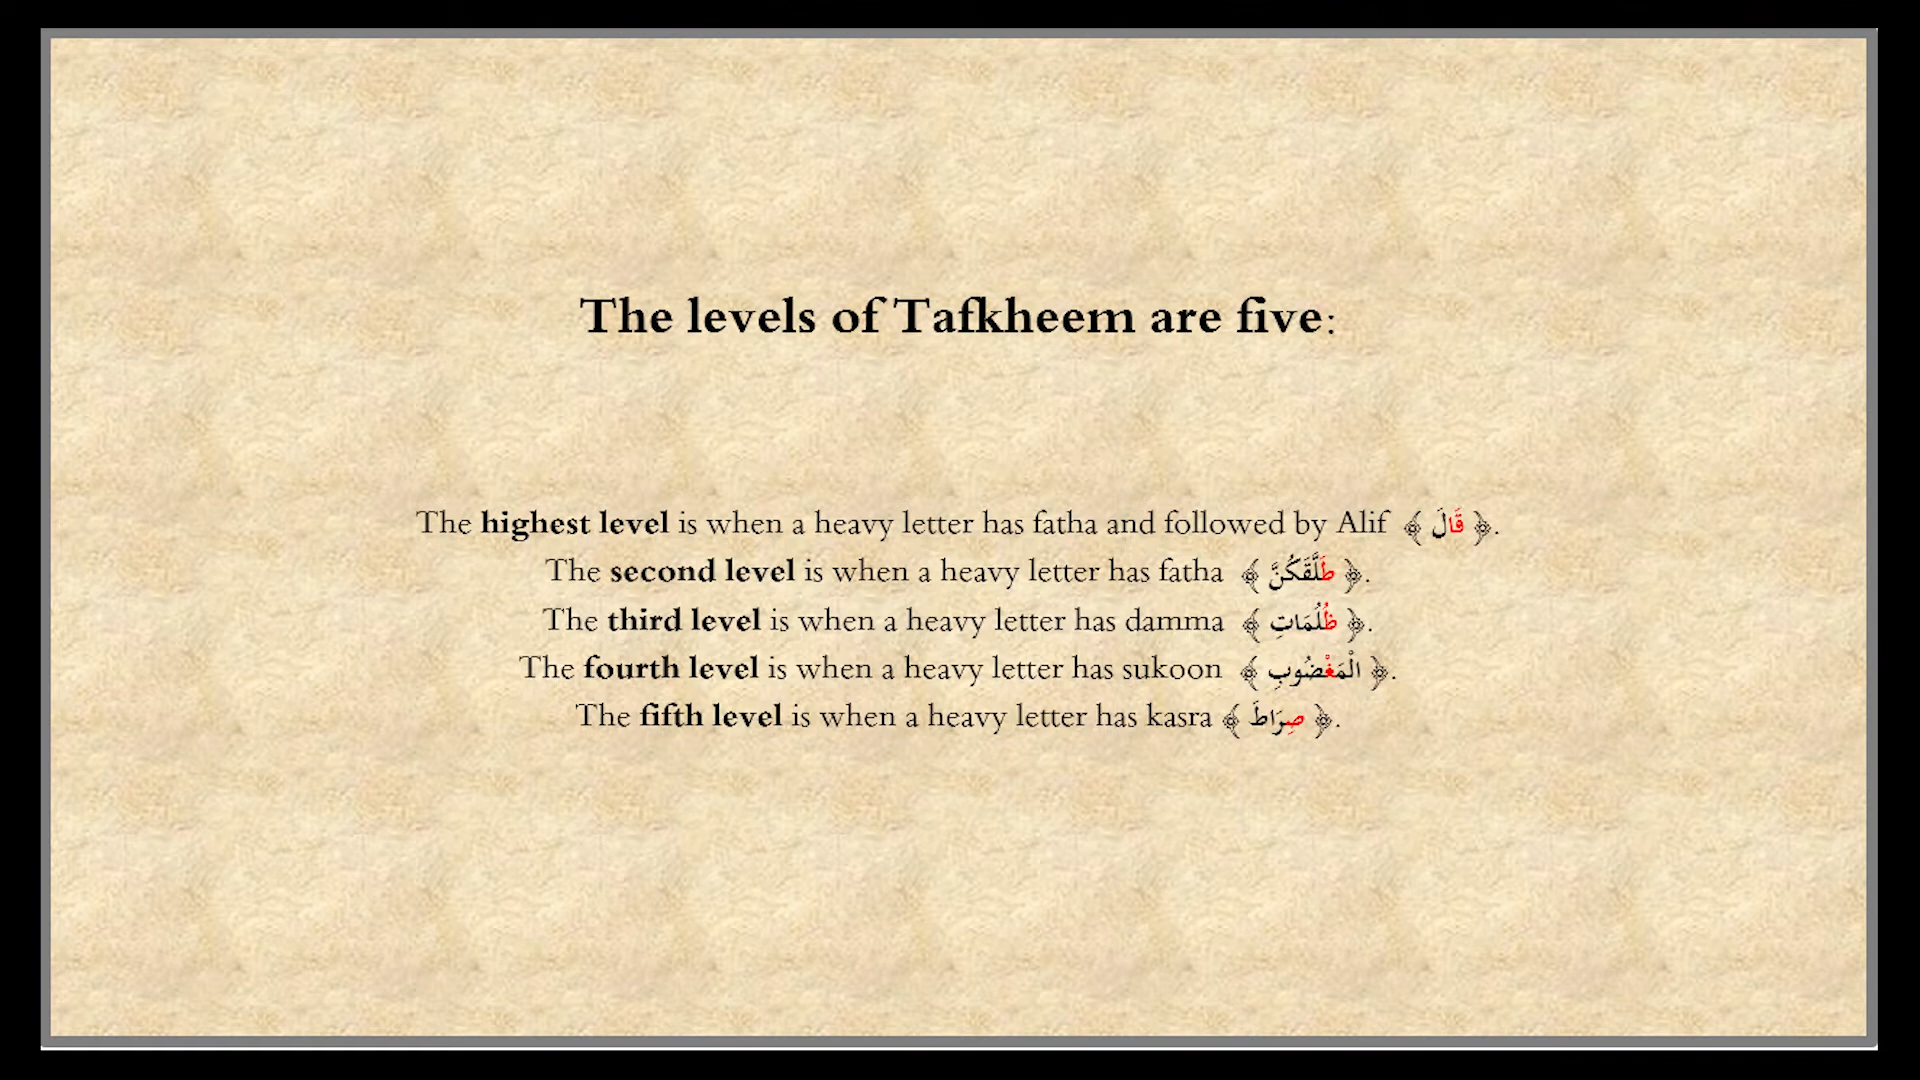 The levels of Tafkheem are five:
The highest level is when a heavy letter has fatha and followed by Alif ﴿ قَالَ ﴾.
The second level is when a heavy letter has fatha ﴿ طَلَّقَكُنَّ ﴾.
The third level is when a heavy letter has damma ﴿ ظُلُمَاتِ ﴾.
The fourth level is when a heavy letter has sukoon ﴿ الْمَغْضُوبِ ﴾.
The fifth level is when a heavy letter has kasra ﴿ صِرَاطَ ﴾.